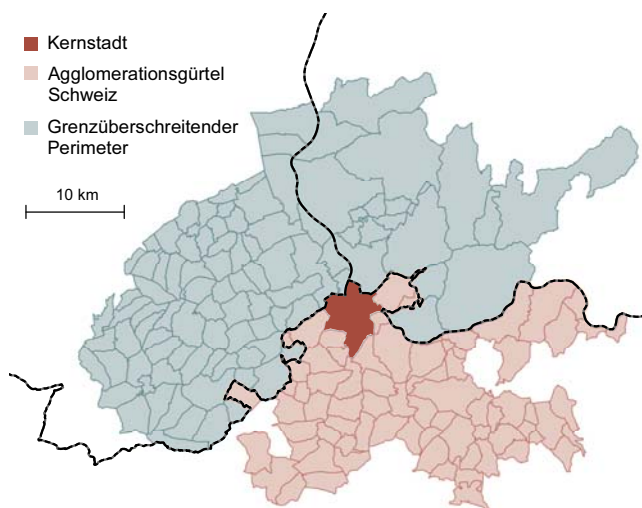 Kernstadt
Agglomerationsgürtel
Schweiz
Grenzüberschreitender
Perimeter
10 km